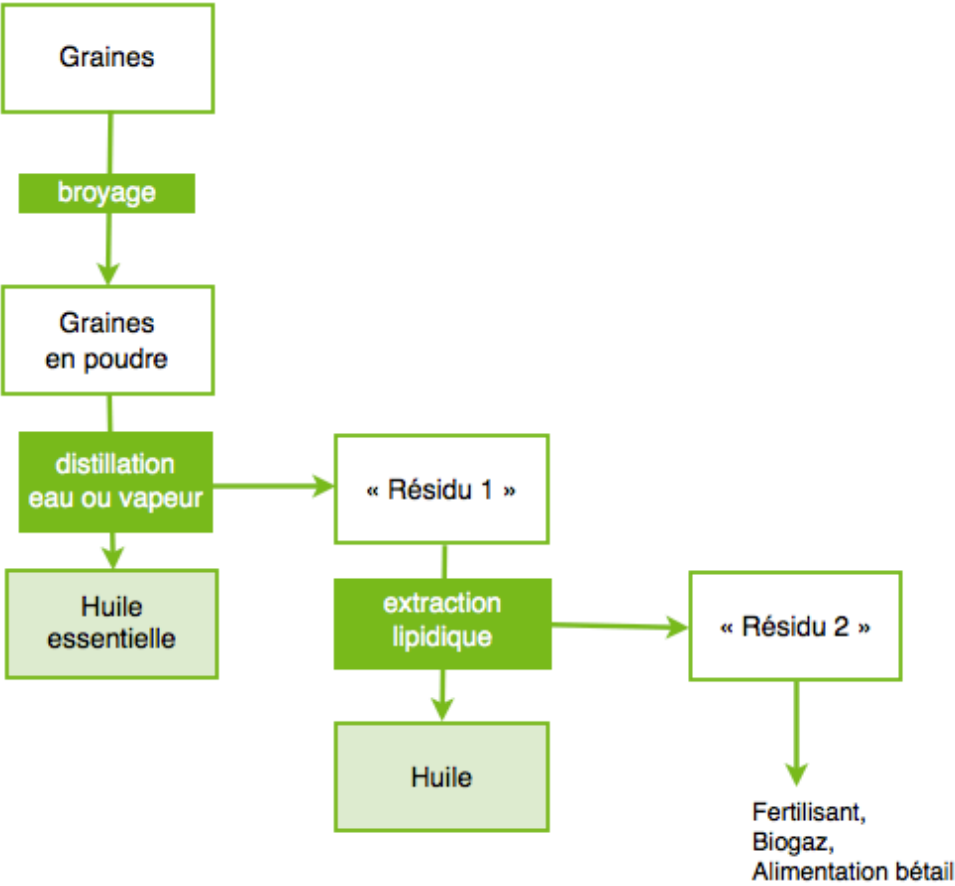 Graines
broyage
Graines
en poudre
distillation
eau ou vapeur
« Résidu 1 »
Huile
essentielle
extraction
lipidique
« Résidu 2 »
Huile
Fertilisant,
Biogaz,
Alimentation bétail